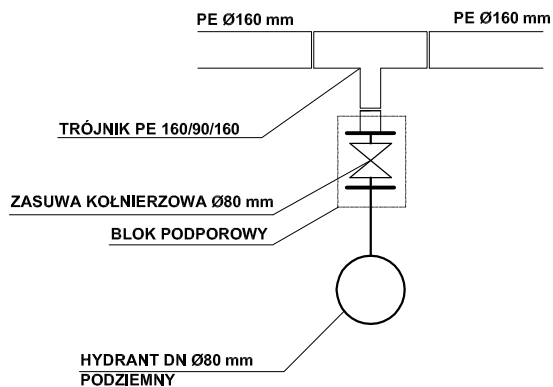 PE Ø160 mm
PE Ø160 mm
TRÓJNIK PE 160/90/160
ZASUWA KOŁNIERZOWA Ø80 mm
BLOK PODPOROWY
HYDRANT DN Ø80 mm
PODZIEMNY